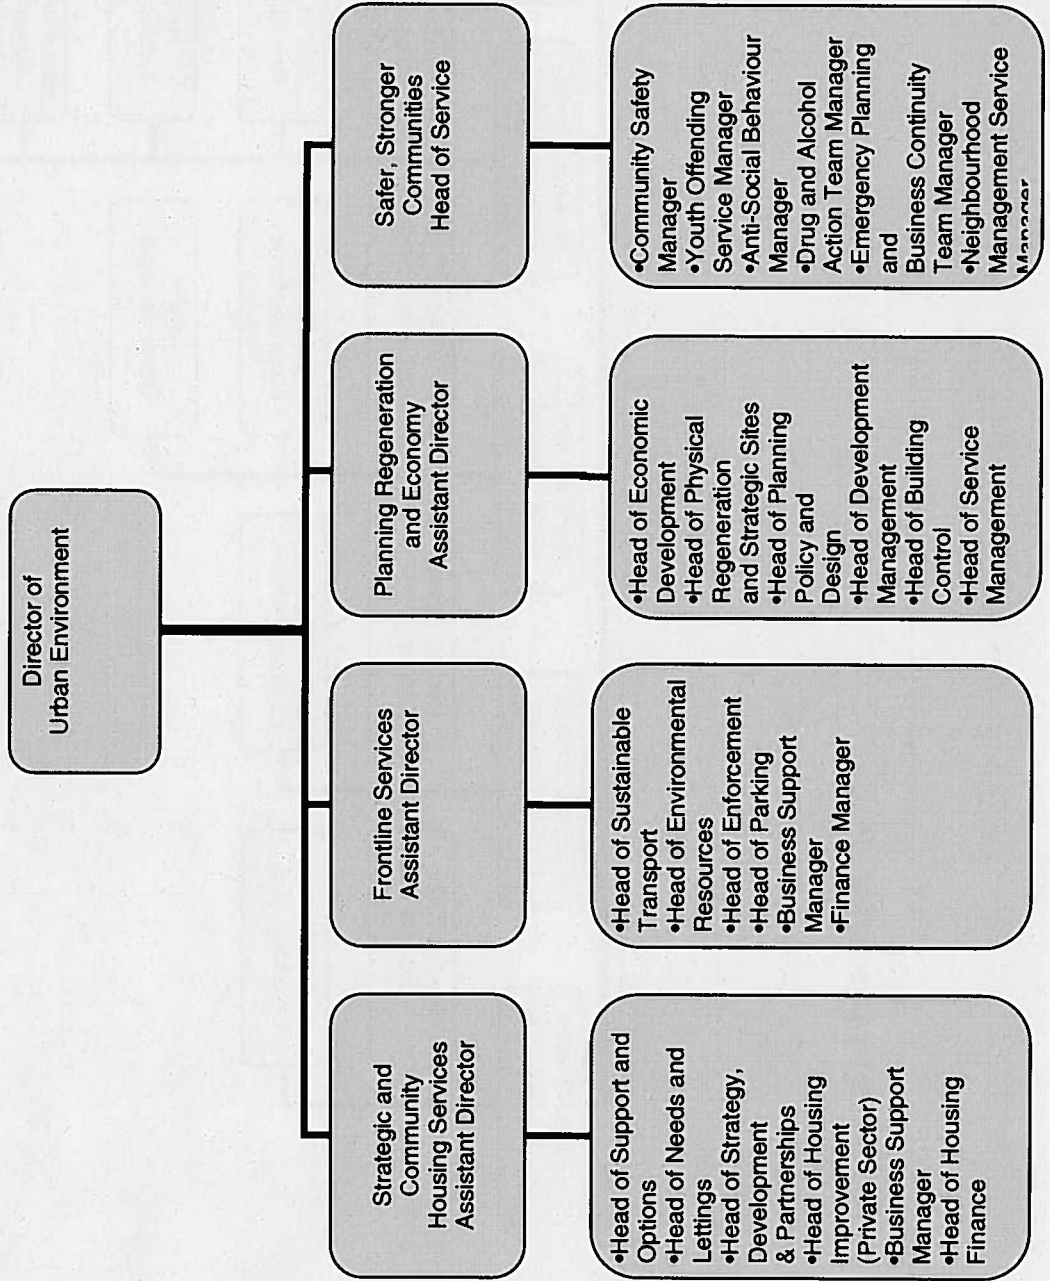 Director of
Urban Environment
Strategic and
Community
Housing Services
Assistant Director
Frontline Services
Assistant Director
Planning Regeneration
and Economy
Assistant Director
Safer, Stronger
Communities
Head of Service
•Head of Support and
Options
•Head of Needs and
Lettings
•Head of Strategy,
Development
& Partnerships
•Head of Housing
Improvement
(Private Sector)
•Business Support
Manager
•Head of Housing
Finance
•Head of Sustainable
Transport
•Head of Environmental
Resources
•Head of Enforcement
•Head of Parking
•Business Support
Manager
•Finance Manager
•Head of Economic
Development
•Head of Physical
Regeneration
and Strategic Sites
•Head of Planning
Policy and
Design
•Head of Development
Management
•Head of Building
Control
•Head of Service
Management
•Community Safety
Manager
•Youth Offending
Service Manager
•Anti-Social Behaviour
Manager
•Drug and Alcohol
Action Team Manager
•Emergency Planning
and
Business Continuity
Team Manager
•Neighbourhood
Management Service
Manager